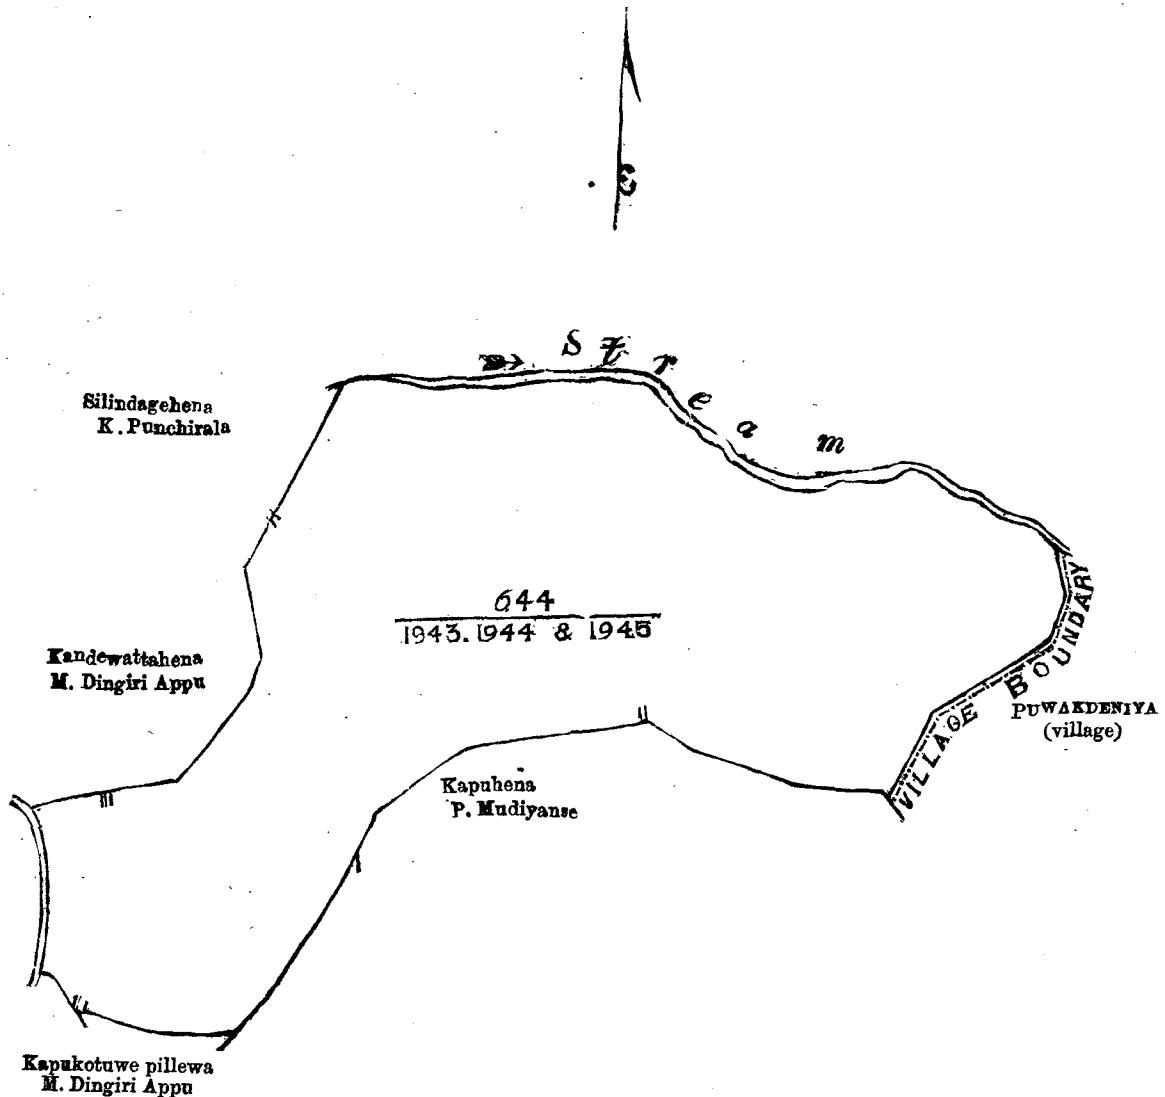 Stream
Silindagehena
K. Punchirala
644
1943. 1944 & 1945
Kandewattahena
M. Dingiri Appu
VILLAGE BOUNDARY
PUWAKDENIYA
(village)
Kapuhena
P. Mudiyanse
Kapukotuwe pillewa
M. Dingiri Appu